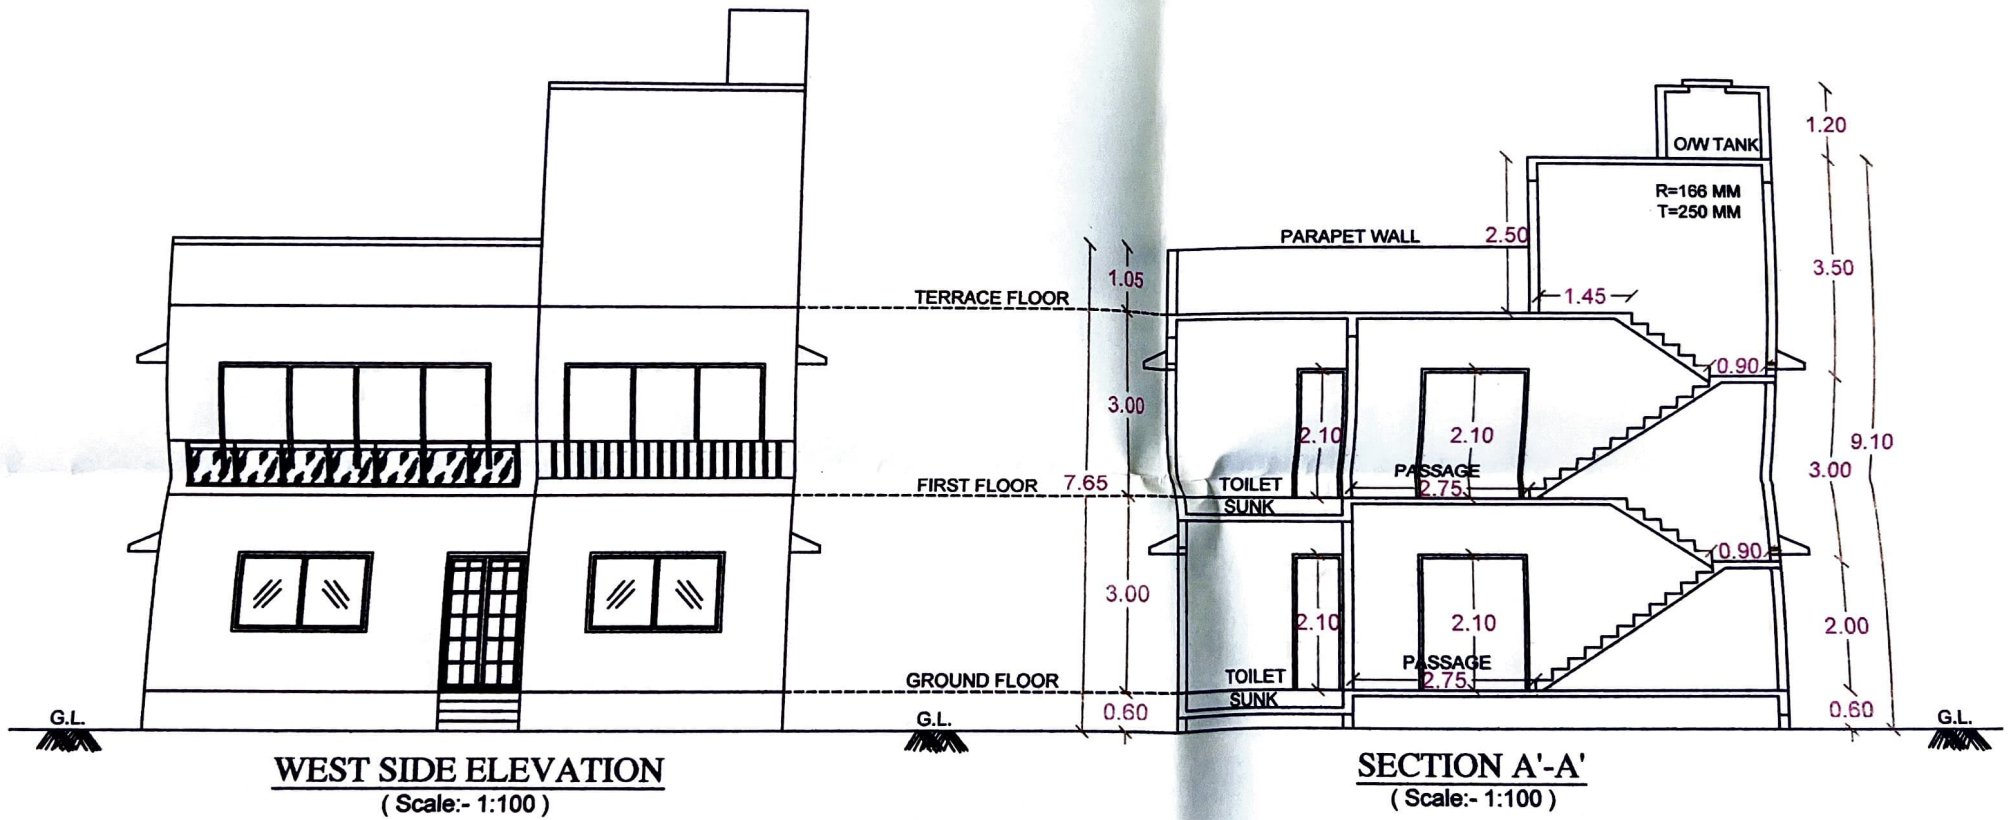 1.20
O/W TANK
R=166 MM
T=250 MM
PARAPET WALL
2.50
1.05
3.50
TERRACE FLOOR
1.45
0.90
3.00
2.10
2.10
9.10
PASSAGE
3.00
FIRST FLOOR
7.65
TOILET
2.75
SUNK
0.90
3.00
2.10
2.10
2.00
PASSAGE
GROUND FLOOR
TOILET
2.75
SUNK
0.60
0.60
G.L.
G.L.
G.L.
WEST SIDE ELEVATION
( Scale:- 1:100 )
SECTION A'-A'
( Scale:- 1:100 )